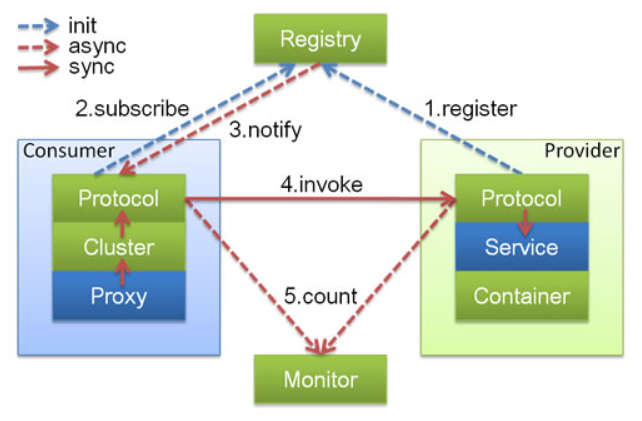 init
async
sync
Registry
2.subscribe
1.register
3.notify
Consumer
Provider
Protocol
4.invoke
Protocol
Cluster
Service
Proxy
5.count
Container
Monitor